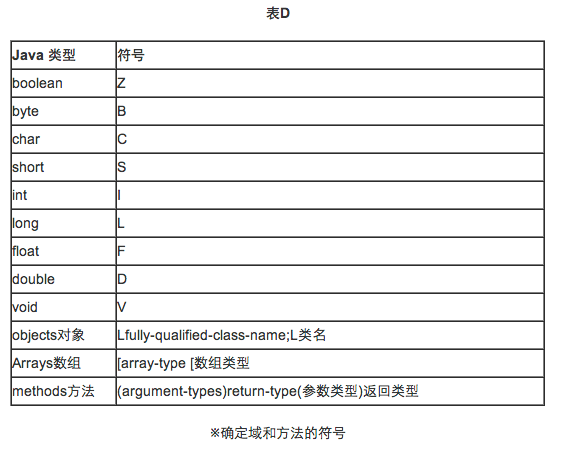 表D
Java 类型 符号
boolean Z
byte B
char C
short S
int I
long L
float F
double D
void V
objects对象 Lfully-qualified-class-name;L类名
Arrays数组 [array-type [数组类型
methods方法 (argument-types)return-type(参数类型)返回类型
※确定域和方法的符号